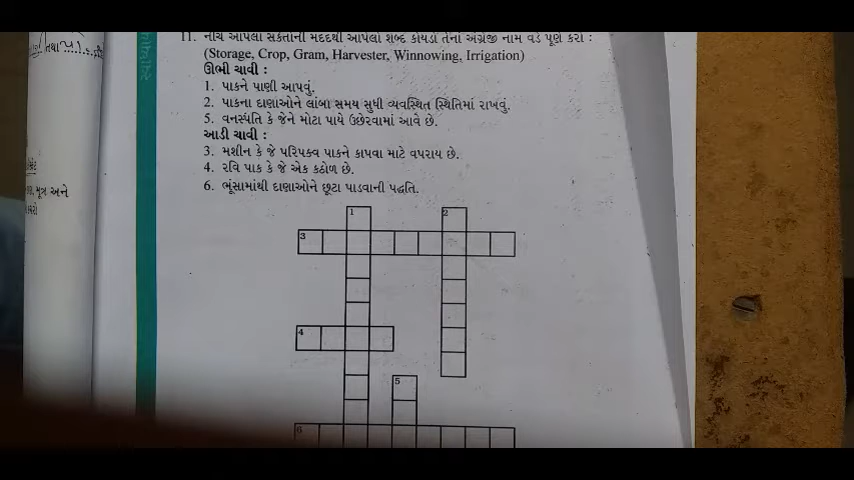 11. નીચે આપેલા સંકેતોની મદદથી આપેલો શબ્દ કોયડો તેનાં અંગ્રેજી નામ વડે પૂર્ણ કરો :
(Storage, Crop, Gram, Harvester, Winnowing, Irrigation)
ઊભી ચાવી :
1. પાકને પાણી આપવું.
2. પાકના દાણાઓને લાંબા સમય સુધી વ્યવસ્થિત સ્થિતિમાં રાખવું.
5. વનસ્પતિ કે જેને મોટા પાયે ઉછેરવામાં આવે છે.
આડી ચાવી :
3. મશીન કે જે પરિપક્વ પાકને કાપવા માટે વપરાય છે.
4. રવિ પાક કે જે એક કઠોળ છે.
6. ભૂંસામાંથી દાણાઓને છૂટા પાડવાની પદ્ધતિ.
1 2
3
4
5
6
તથા
મૂત્ર અને